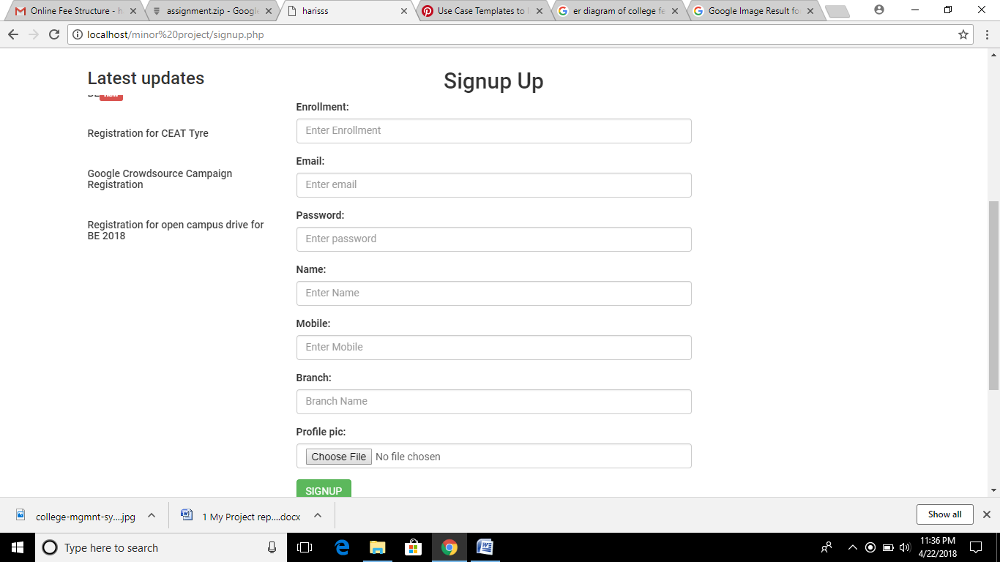 Online Fee Structure - h
assignment.zip - Google
harisss
Use Case Templates to
er diagram of college fe
Google Image Result fo
localhost/minor%20project/signup.php
Latest updates
Signup Up
Registration for CEAT Tyre
Google Crowdsource Campaign
Registration
Registration for open campus drive for
BE 2018
Enrollment:
Enter Enrollment
Email:
Enter email
Password:
Enter password
Name:
Enter Name
Mobile:
Enter Mobile
Branch:
Branch Name
Profile pic:
Choose File No file chosen
SIGNUP
college-mgmnt-sy....jpg
1 My Project rep....docx
Show all
Type here to search
11:36 PM
4/22/2018